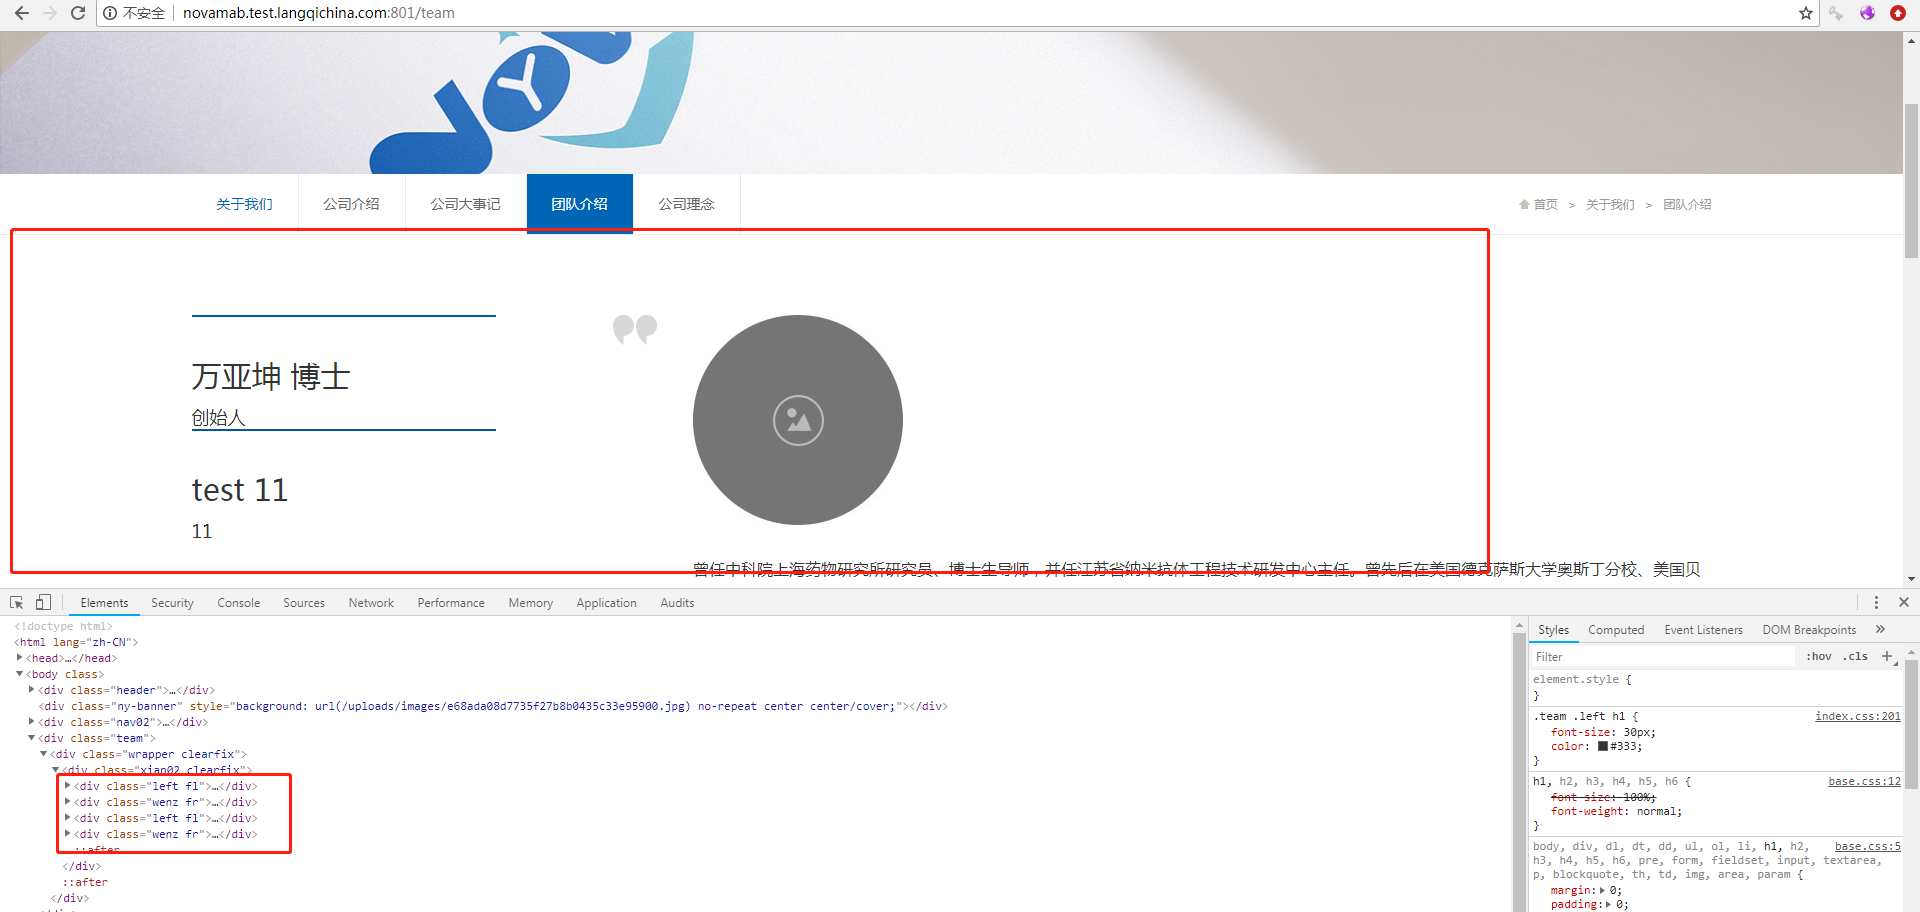 不安全 novamab.test.langqichina.com:801/team
关于我们 公司介绍 公司大事记 团队介绍 公司理念 首页 > 关于我们 > 团队介绍
万亚坤 博士
创始人
test 11
11
曾任中科院上海药物研究所研究员、博士生导师，并任江苏省纳米抗体工程技术研发中心主任。曾先后在美国德克萨斯大学奥斯丁分校、美国贝
Elements Security Console Sources Network Performance Memory Application Audits
<!doctype html>
<html lang="zh-CN">
<head>…</head>
<body class>
<div class="header">…</div>
<div class="ny-banner" style="background: url(/uploads/images/e68ada08d7735f27b8b0435c33e95900.jpg) no-repeat center center/cover;"></div>
<div class="nav02">…</div>
<div class="team">
<div class="wrapper clearfix">
<div class="xian02 clearfix">
<div class="left fl">…</div>
<div class="wenz fr">…</div>
<div class="left fl">…</div>
<div class="wenz fr">…</div>
::after
</div>
::after
</div>
Styles Computed Event Listeners DOM Breakpoints »
Filter :hov .cls +
element.style {
}
.team .left h1 { index.css:201
font-size: 30px;
color: #333;
}
h1, h2, h3, h4, h5, h6 { base.css:12
font-size: 100%;
font-weight: normal;
}
body, div, dl, dt, dd, ul, ol, li, h1, h2, base.css:5
h3, h4, h5, h6, pre, form, fieldset, input, textarea,
p, blockquote, th, td, img, area, param {
margin: 0;
padding: 0;